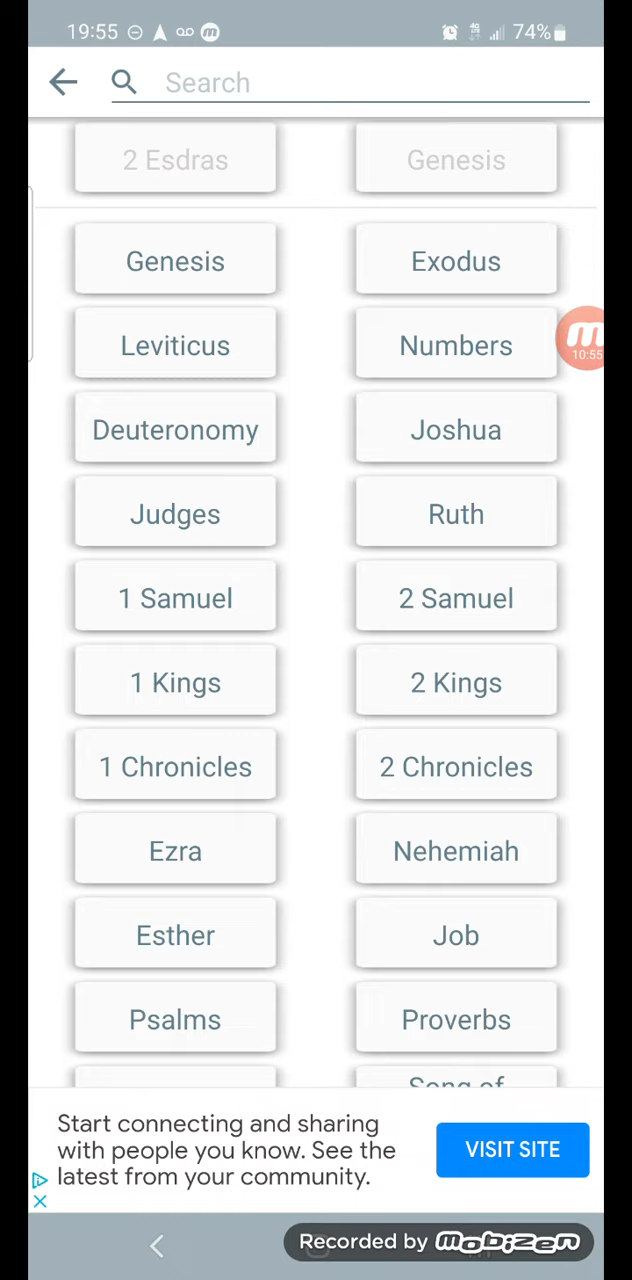 19:55 74%
Search
2 Esdras Genesis
Genesis Exodus
Leviticus Numbers
10:55
Deuteronomy Joshua
Judges Ruth
1 Samuel 2 Samuel
1 Kings 2 Kings
1 Chronicles 2 Chronicles
Ezra Nehemiah
Esther Job
Psalms Proverbs
Song of
Start connecting and sharing
with people you know. See the
latest from your community.
VISIT SITE
Recorded by mobizen